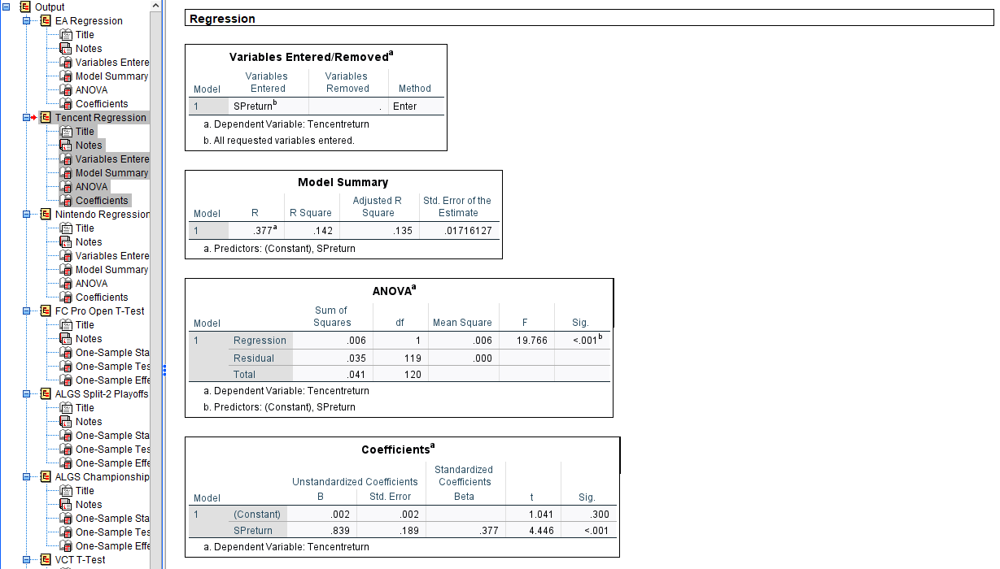 Output
EA Regression
Title
Notes
Variables Entere
Model Summary
ANOVA
Coefficients
Tencent Regression
Title
Notes
Variables Entere
Model Summary
ANOVA
Coefficients
Nintendo Regression
Title
Notes
Variables Entere
Model Summary
ANOVA
Coefficients
FC Pro Open T-Test
Title
Notes
One-Sample Sta
One-Sample Tes
One-Sample Effe
ALGS Split-2 Playoffs
Title
Notes
One-Sample Sta
One-Sample Tes
One-Sample Effe
ALGS Championship
Title
Notes
One-Sample Sta
One-Sample Tes
One-Sample Effe
VCT T-Test
Regression
Variables Entered/Removedᵃ
Model Variables Entered Variables Removed Method
1 SPreturnᵇ . Enter
a. Dependent Variable: Tencentreturn
b. All requested variables entered.
Model Summary
Model R R Square Adjusted R Square Std. Error of the Estimate
1 .377ᵃ .142 .135 .01716127
a. Predictors: (Constant), SPreturn
ANOVAᵃ
Model Sum of Squares df Mean Square F Sig.
1 Regression .006 1 .006 19.766 <.001ᵇ
Residual .035 119 .000
Total .041 120
a. Dependent Variable: Tencentreturn
b. Predictors: (Constant), SPreturn
Coefficientsᵃ
Unstandardized Coefficients Standardized Coefficients
Model B Std. Error Beta t Sig.
1 (Constant) .002 .002 1.041 .300
SPreturn .839 .189 .377 4.446 <.001
a. Dependent Variable: Tencentreturn